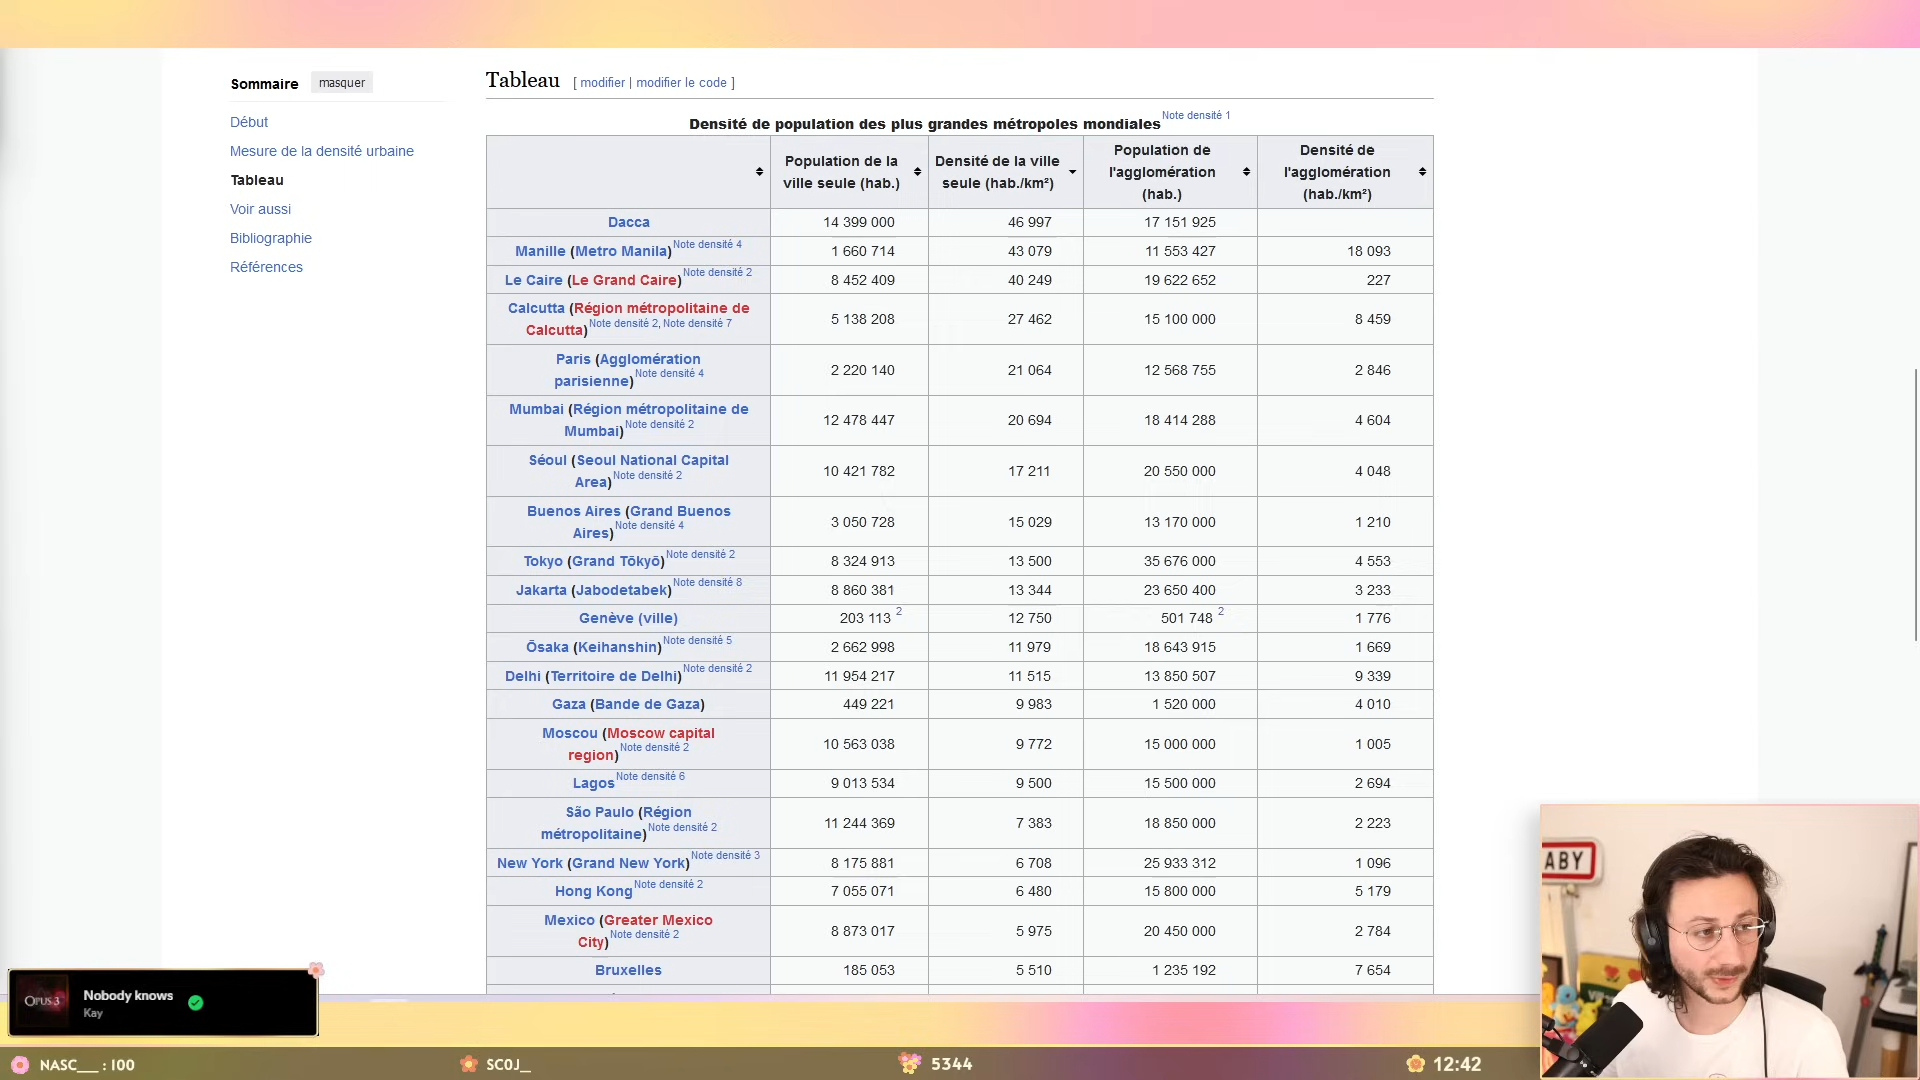 Sommaire masquer
Début
Mesure de la densité urbaine
Tableau
Voir aussi
Bibliographie
Références
Tableau [ modifier | modifier le code ]
Densité de population des plus grandes métropoles mondiales Note densité 1
Population de la ville seule (hab.) Densité de la ville seule (hab./km²) Population de l'agglomération (hab.) Densité de l'agglomération (hab./km²)
Dacca 14 399 000 46 997 17 151 925
Manille (Metro Manila) Note densité 4 1 660 714 43 079 11 553 427 18 093
Le Caire (Le Grand Caire) Note densité 2 8 452 409 40 249 19 622 652 227
Calcutta (Région métropolitaine de Calcutta) Note densité 2, Note densité 7 5 138 208 27 462 15 100 000 8 459
Paris (Agglomération parisienne) Note densité 4 2 220 140 21 064 12 568 755 2 846
Mumbai (Région métropolitaine de Mumbai) Note densité 2 12 478 447 20 694 18 414 288 4 604
Séoul (Seoul National Capital Area) Note densité 2 10 421 782 17 211 20 550 000 4 048
Buenos Aires (Grand Buenos Aires) Note densité 4 3 050 728 15 029 13 170 000 1 210
Tokyo (Grand Tōkyō) Note densité 2 8 324 913 13 500 35 676 000 4 553
Jakarta (Jabodetabek) Note densité 8 8 860 381 13 344 23 650 400 3 233
Genève (ville) 203 113 2 12 750 501 748 2 1 776
Ōsaka (Keihanshin) Note densité 5 2 662 998 11 979 18 643 915 1 669
Delhi (Territoire de Delhi) Note densité 2 11 954 217 11 515 13 850 507 9 339
Gaza (Bande de Gaza) 449 221 9 983 1 520 000 4 010
Moscou (Moscow capital region) Note densité 2 10 563 038 9 772 15 000 000 1 005
Lagos Note densité 6 9 013 534 9 500 15 500 000 2 694
São Paulo (Région métropolitaine) Note densité 2 11 244 369 7 383 18 850 000 2 223
New York (Grand New York) Note densité 3 8 175 881 6 708 25 933 312 1 096
Hong Kong Note densité 2 7 055 071 6 480 15 800 000 5 179
Mexico (Greater Mexico City) Note densité 2 8 873 017 5 975 20 450 000 2 784
Bruxelles 185 053 5 510 1 235 192 7 654
ABY
OPUS 3
Nobody knows
Kay
NASC___ : 100
SC0J_
5344
12:42